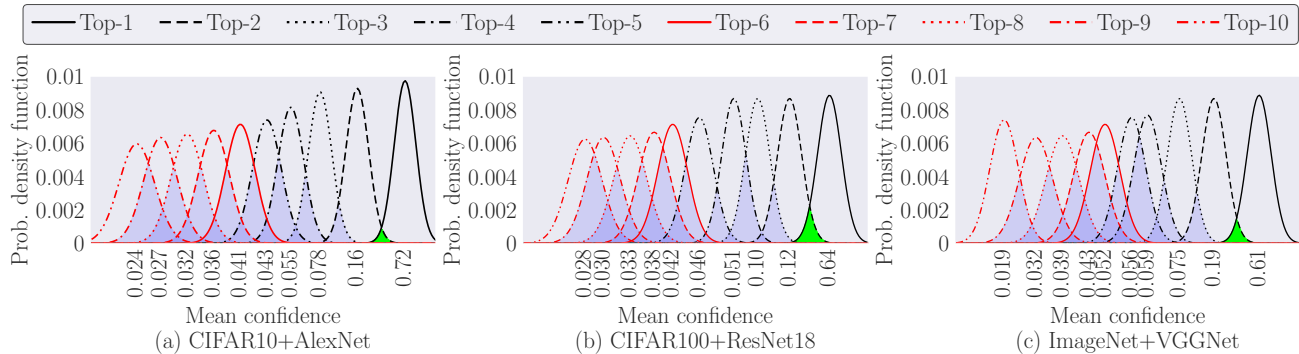 Top-1 Top-2 Top-3 Top-4 Top-5 Top-6 Top-7 Top-8 Top-9 Top-10
Prob. density function
0.01
0.008
0.006
0.004
0.002
0
0.024 0.027 0.032 0.036 0.041 0.043 0.055 0.078 0.16 0.72
Mean confidence
(a) CIFAR10+AlexNet
Prob. density function
0.01
0.008
0.006
0.004
0.002
0
0.028 0.030 0.033 0.038 0.042 0.046 0.051 0.10 0.12 0.64
Mean confidence
(b) CIFAR100+ResNet18
Prob. density function
0.01
0.008
0.006
0.004
0.002
0
0.019 0.032 0.039 0.043 0.052 0.056 0.059 0.075 0.19 0.61
Mean confidence
(c) ImageNet+VGGNet